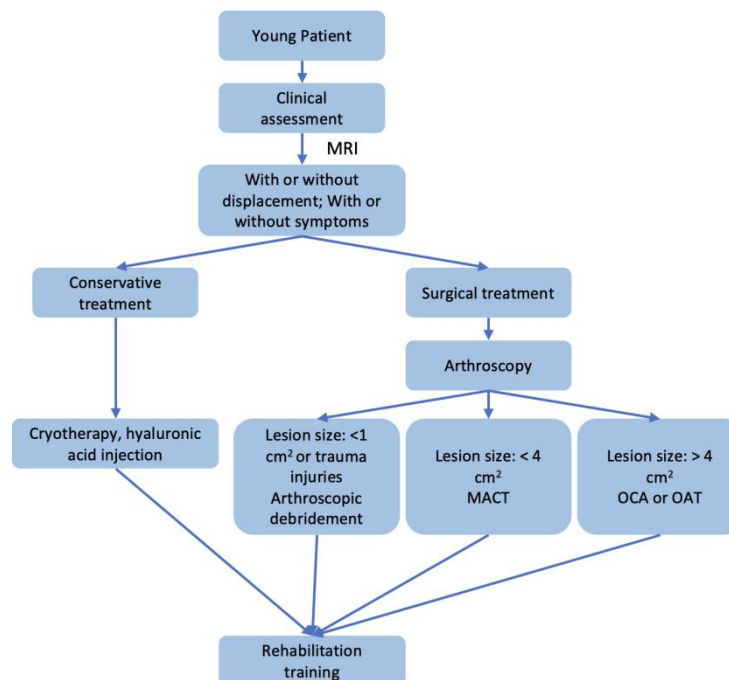 Young Patient
Clinical
assessment
MRI
With or without
displacement; With or
without symptoms
Conservative
treatment
Surgical treatment
Arthroscopy
Cryotherapy, hyaluronic
acid injection
Lesion size: <1
cm² or trauma
injuries
Arthroscopic
debridement
Lesion size: < 4
cm²
MACT
Lesion size: > 4
cm²
OCA or OAT
Rehabilitation
training